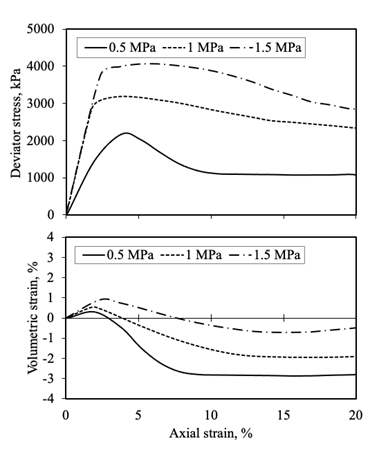 5000
4000
3000
2000
1000
0
Deviator stress, kPa
0.5 MPa 1 MPa 1.5 MPa
4
3
2
1
0
-1
-2
-3
-4
Volumetric strain, %
0.5 MPa 1 MPa 1.5 MPa
0 5 10 15 20
Axial strain, %